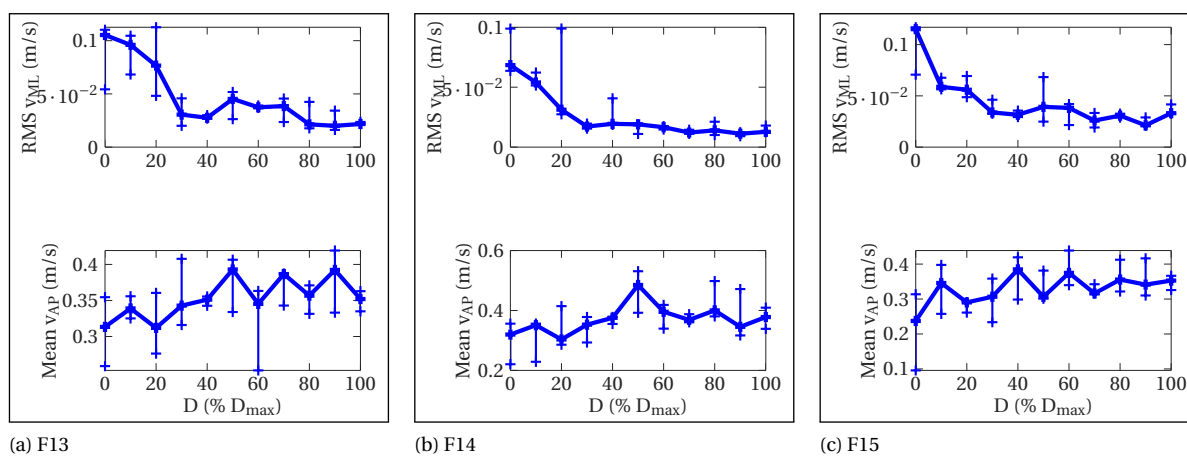 RMS v_ML (m/s)
0.1
5·10⁻²
0
0 20 40 60 80 100
Mean v_AP (m/s)
0.4
0.35
0.3
0 20 40 60 80 100
D (% D_max)
(a) F13
RMS v_ML (m/s)
0.1
5·10⁻²
0
0 20 40 60 80 100
Mean v_AP (m/s)
0.6
0.4
0.2
0 20 40 60 80 100
D (% D_max)
(b) F14
RMS v_ML (m/s)
0.1
5·10⁻²
0
0 20 40 60 80 100
Mean v_AP (m/s)
0.4
0.3
0.2
0.1
0 20 40 60 80 100
D (% D_max)
(c) F15